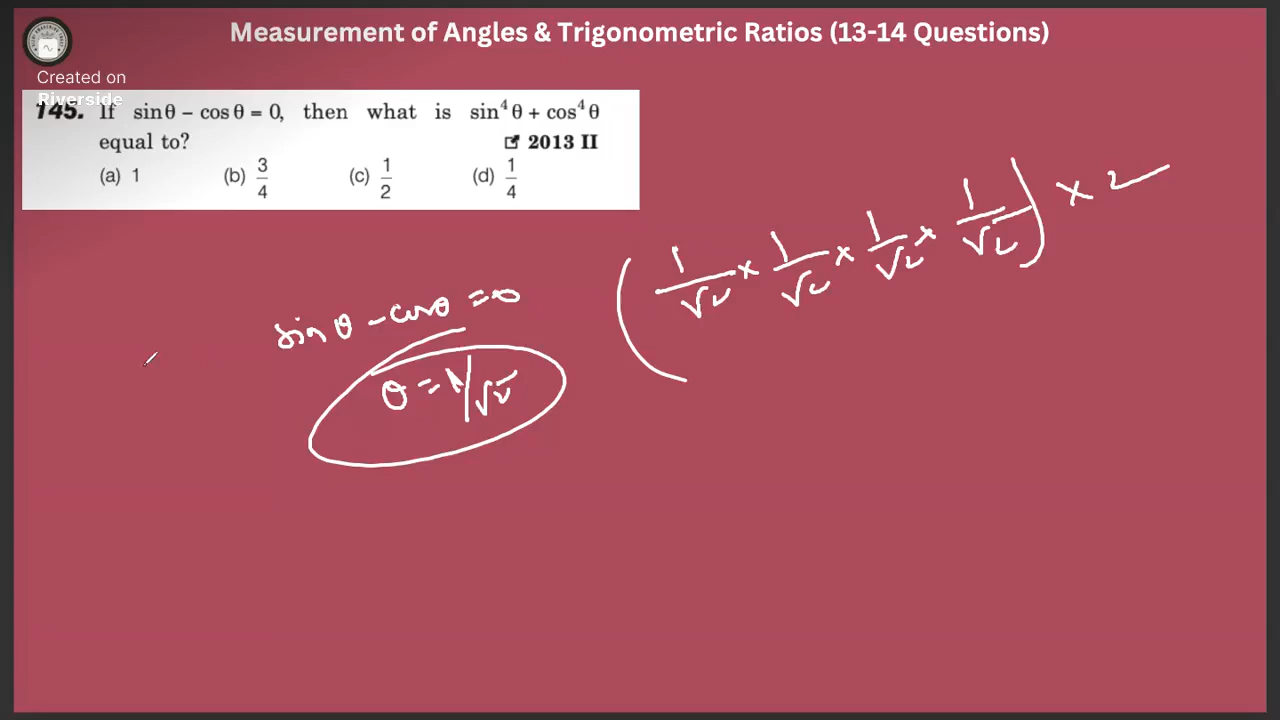 Measurement of Angles & Trigonometric Ratios (13-14 Questions)
Created on
Riverside
145. If sinθ – cosθ = 0, then what is sin⁴θ + cos⁴θ
equal to? 2013 II
(a) 1 (b) 3/4 (c) 1/2 (d) 1/4
(1/√2 × 1/√2 × 1/√2 × 1/√2) × 2
sinθ – cosθ = 0
θ = 1/√2